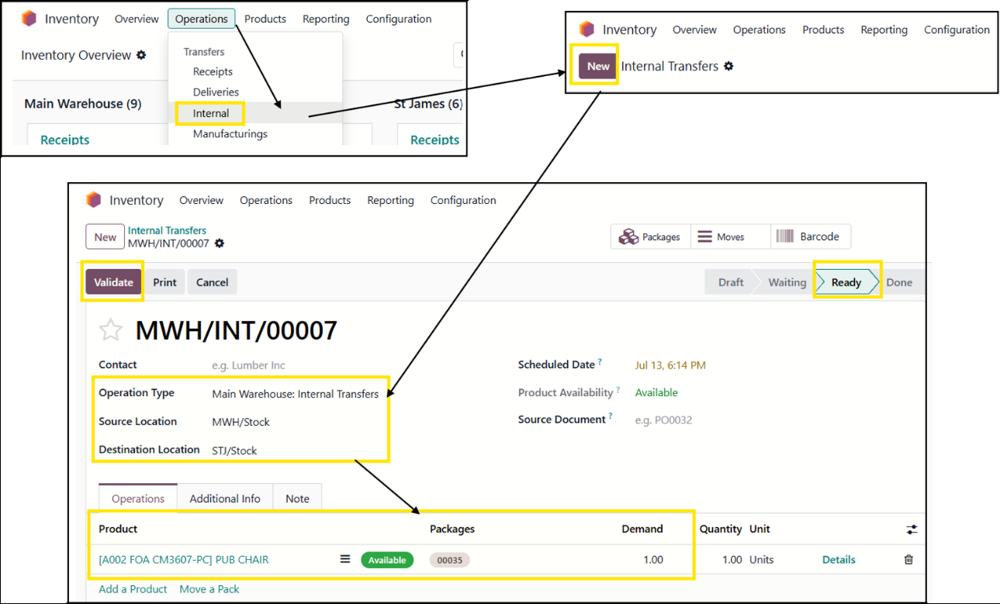 Inventory Overview Operations Products Reporting Configuration
Inventory Overview
Transfers
Receipts
Deliveries
Internal
Manufacturings
Main Warehouse (9)
St James (6)
Receipts
Receipts
Inventory Overview Operations Products Reporting Configuration
New Internal Transfers
Inventory Overview Operations Products Reporting Configuration
New
Internal Transfers
MWH/INT/00007
Packages Moves Barcode
Validate Print Cancel
Draft Waiting Ready Done
MWH/INT/00007
Contact e.g. Lumber Inc
Operation Type Main Warehouse: Internal Transfers
Source Location MWH/Stock
Destination Location STJ/Stock
Scheduled Date ? Jul 13, 6:14 PM
Product Availability ? Available
Source Document ? e.g. PO0032
Operations Additional Info Note
Product Packages Demand Quantity Unit
[A002 FOA CM3607-PC] PUB CHAIR Available 00035 1.00 1.00 Units Details
Add a Product Move a Pack